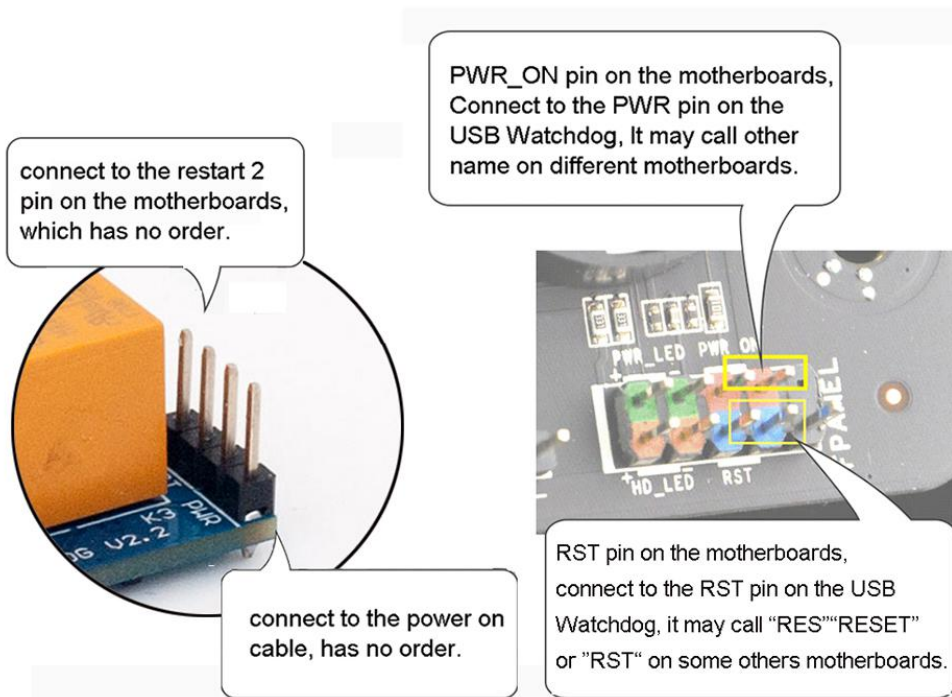 PWR_ON pin on the motherboards,
Connect to the PWR pin on the
USB Watchdog, It may call other
name on different motherboards.
connect to the restart 2
pin on the motherboards,
which has no order.
PWR
K3
V2.2
connect to the power on
cable, has no order.
PWR_LED
PWR_ON
+
-
FPANEL
+
-
HD_LED
RST
RST pin on the motherboards,
connect to the RST pin on the USB
Watchdog, it may call “RES”“RESET”
or ”RST“ on some others motherboards.